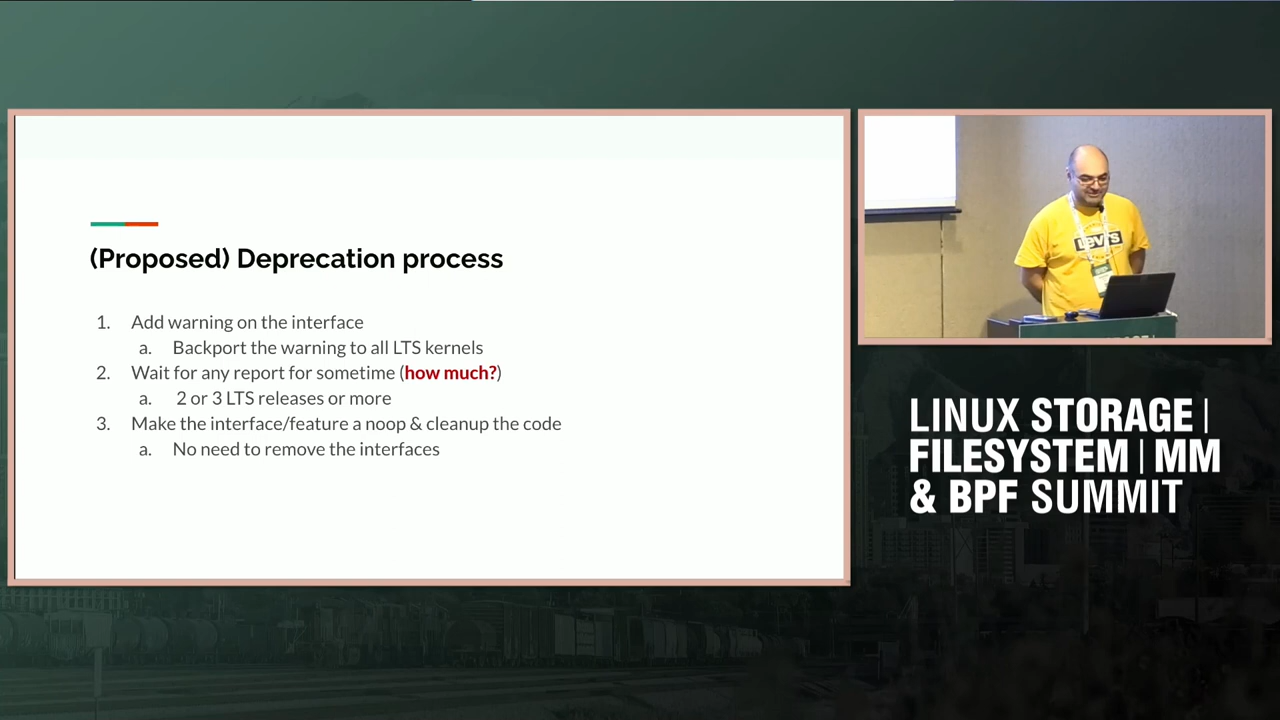 (Proposed) Deprecation process
1. Add warning on the interface
a. Backport the warning to all LTS kernels
2. Wait for any report for sometime (how much?)
a. 2 or 3 LTS releases or more
3. Make the interface/feature a noop & cleanup the code
a. No need to remove the interfaces
LEVI'S
LINUX STORAGE |
FILESYSTEM | MM
& BPF SUMMIT